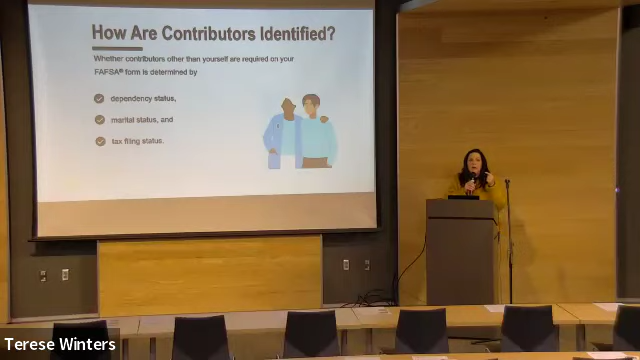 How Are Contributors Identified?
Whether contributors other than yourself are required on your
FAFSA® form is determined by
dependency status,
marital status, and
tax filing status.
Terese Winters